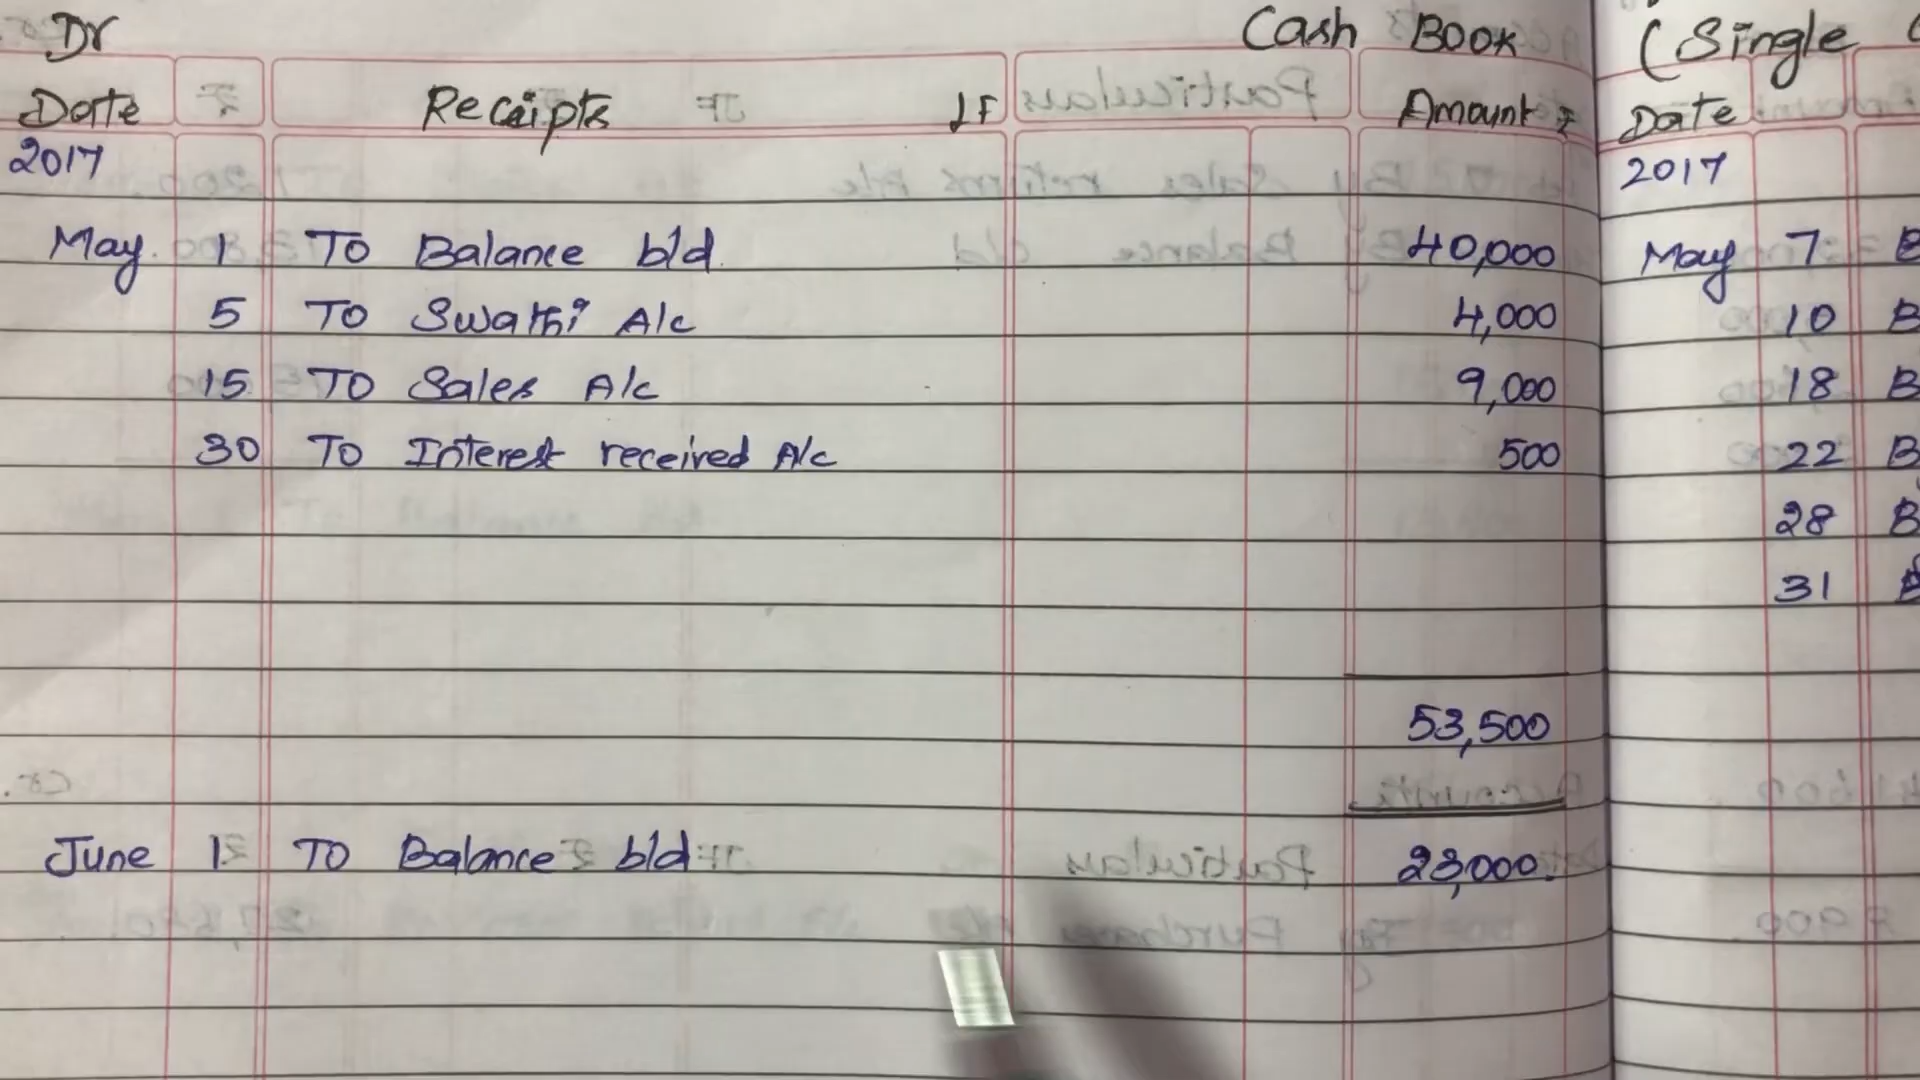 Dr Cash Book (Single
Date ₹ Receipts LF Amount ₹ Date
2017 2017
May. 1 To Balance b/d. 40,000 May 7 B
5 To Swathi A/c 4,000 10 B
15 To Sales A/c 9,000 18 B
30 To Interest received A/c 500 22 B
28 B
31 B
53,500
June 1 To Balance b/d 23,000.